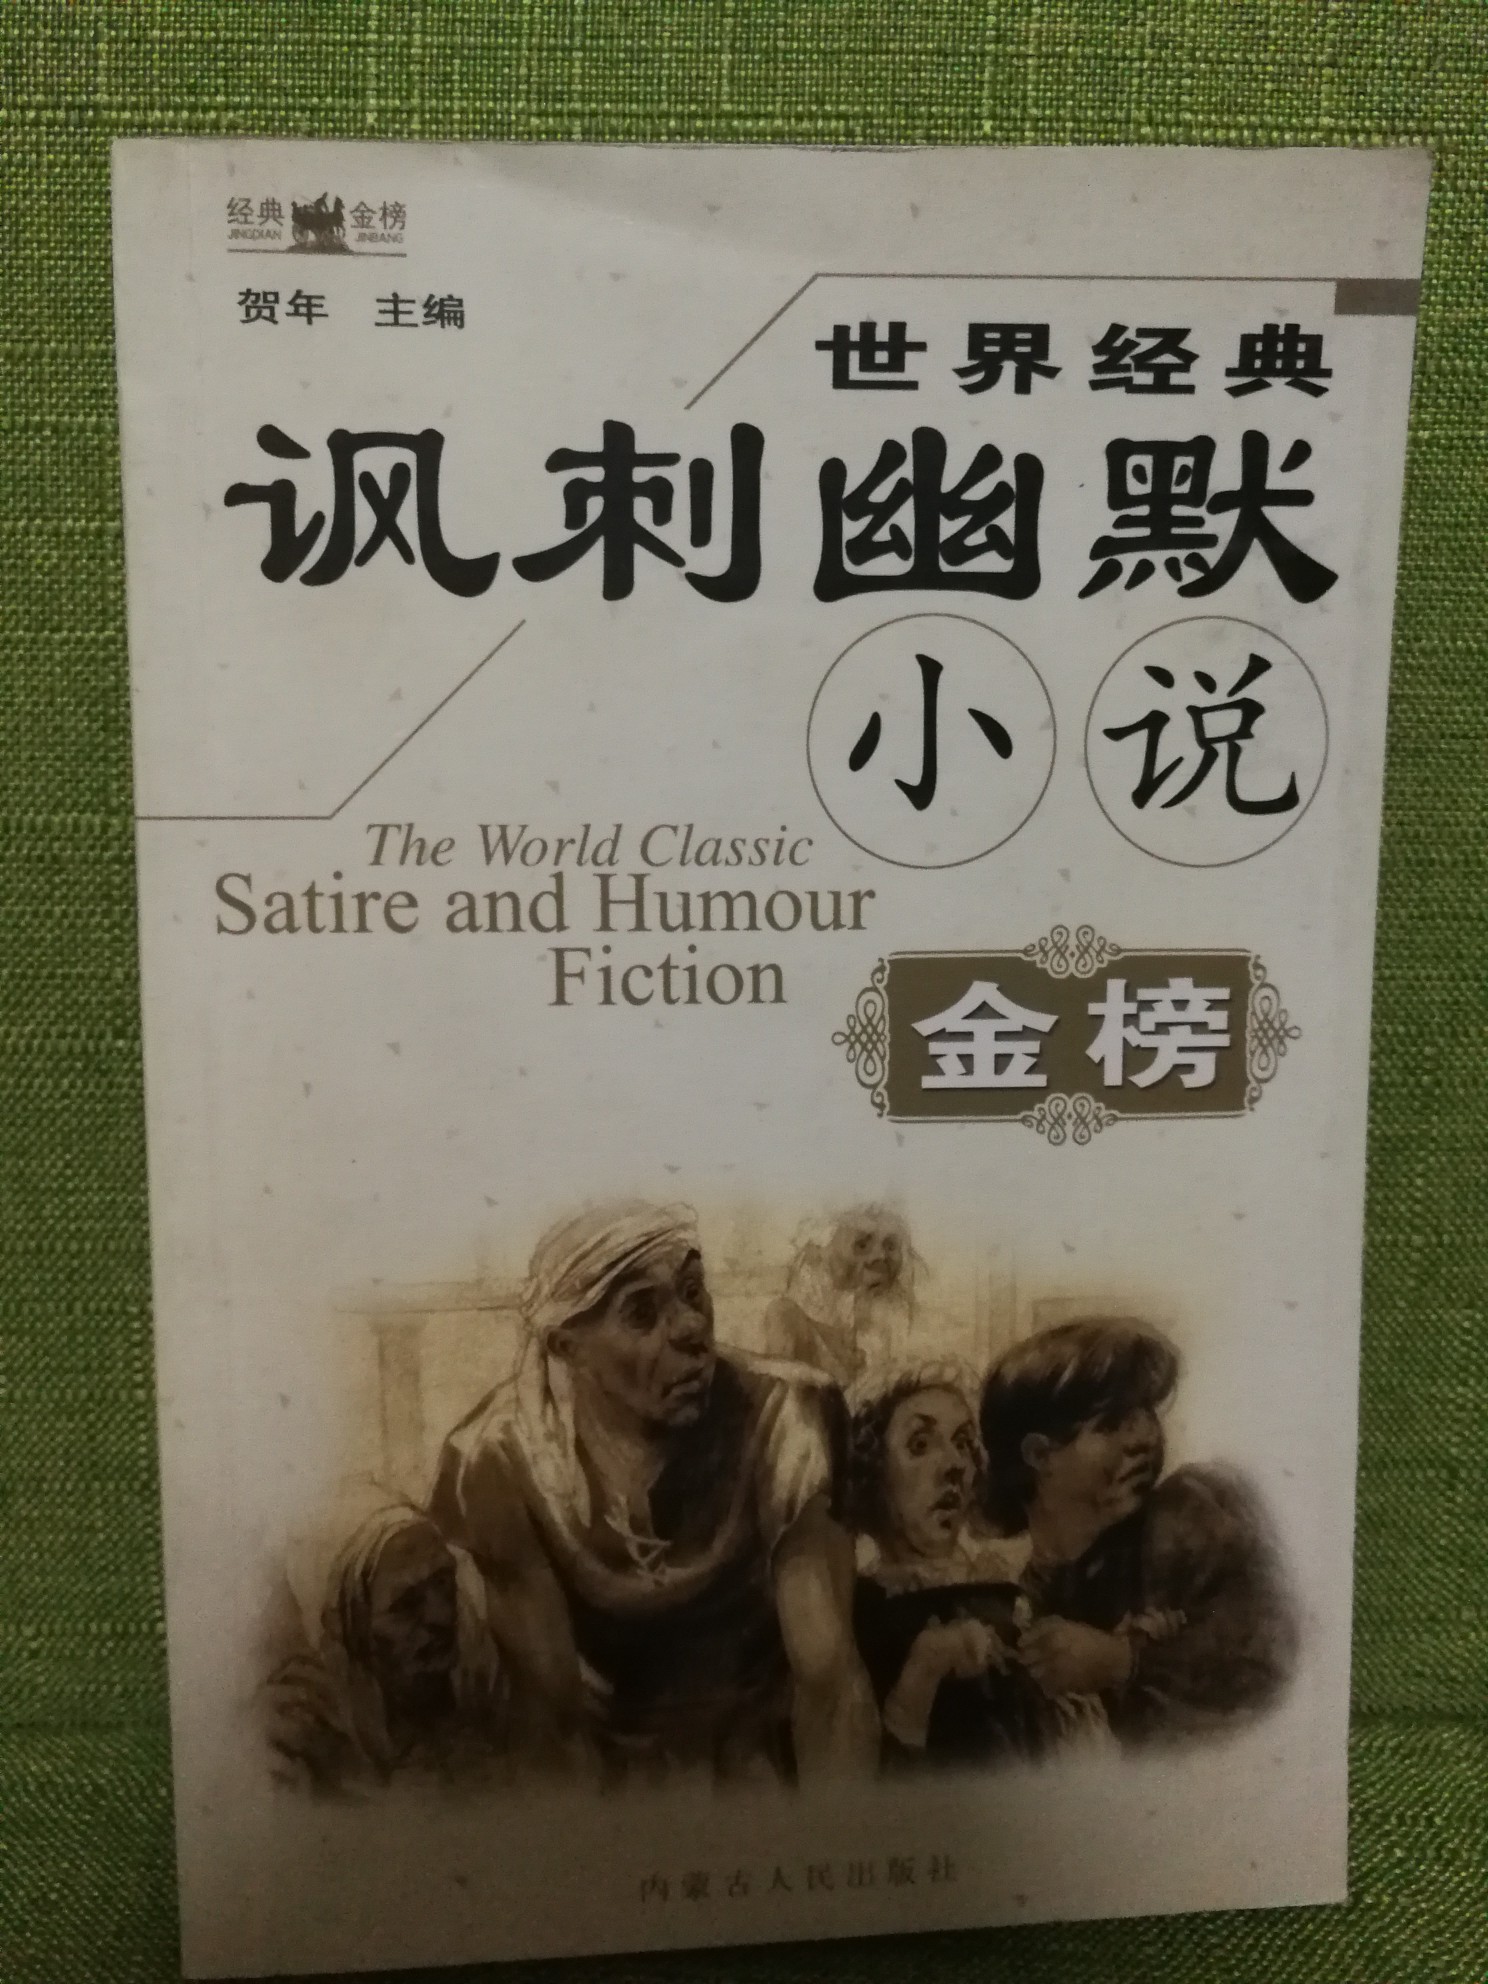 经典 金榜
JINGDIAN JINBANG
贺年 主编
世界经典
讽刺幽默
小说
The World Classic
Satire and Humour
Fiction
金榜
内蒙古人民出版社